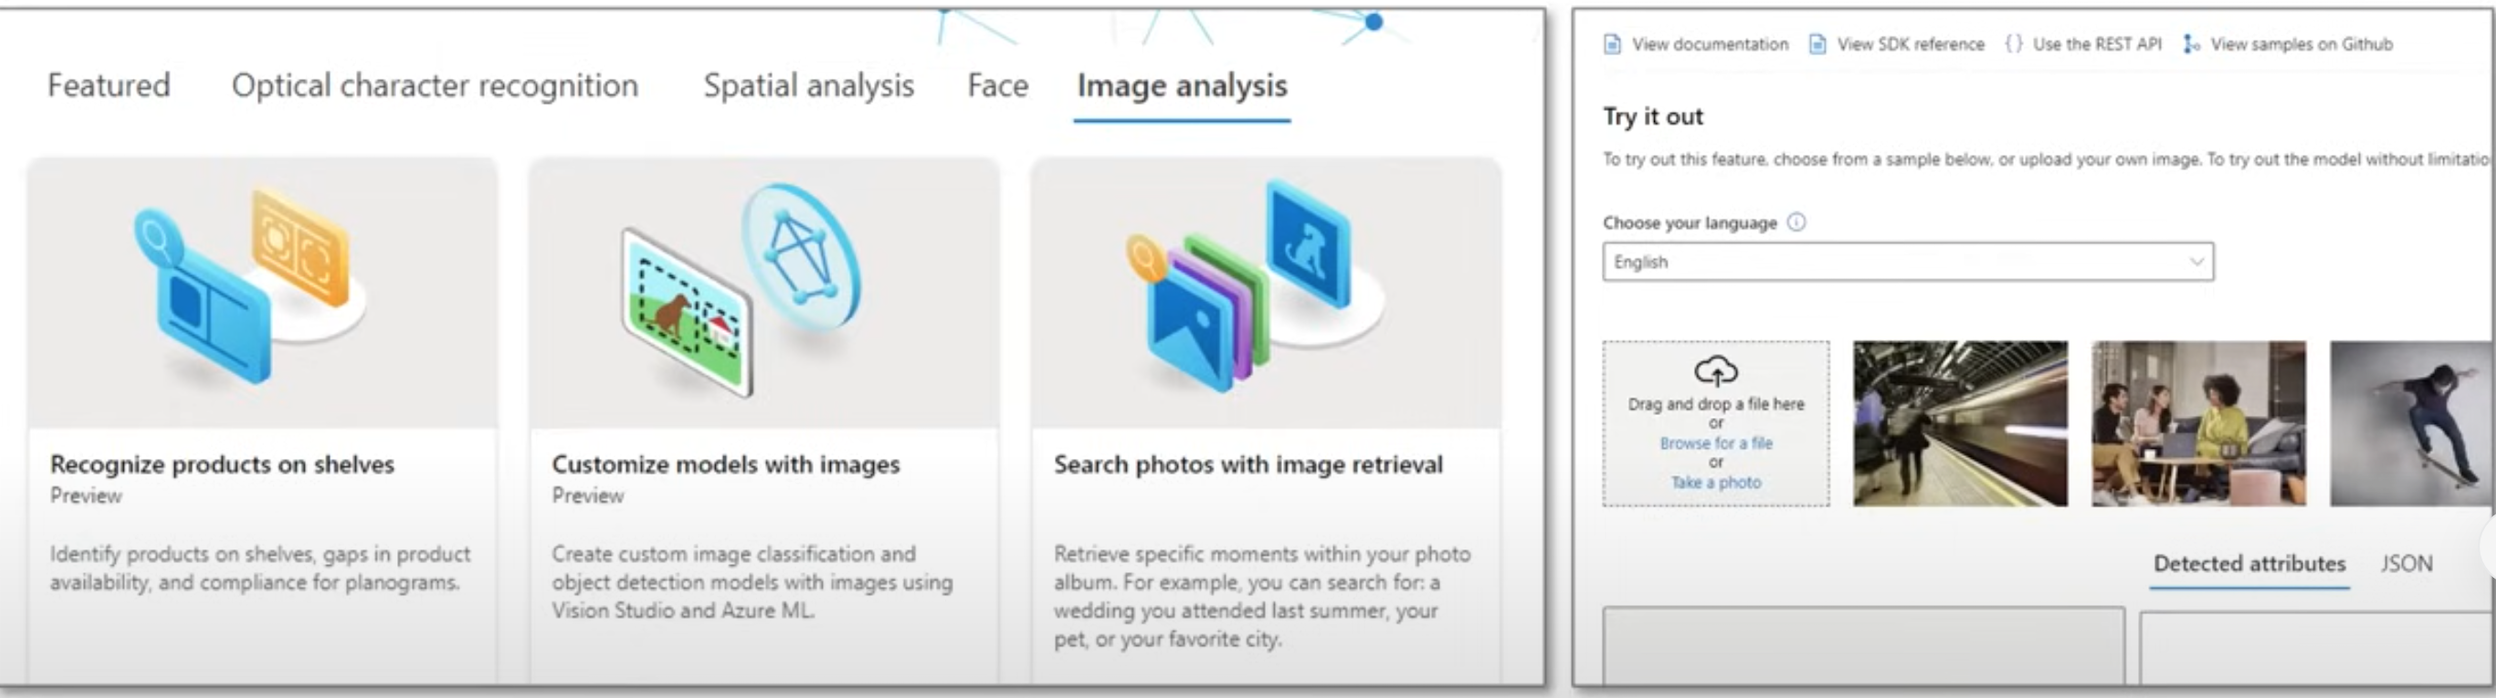 Featured
Optical character recognition
Spatial analysis
Face
Image analysis
Recognize products on shelves
Preview
Identify products on shelves, gaps in product
availability, and compliance for planograms.
Customize models with images
Preview
Create custom image classification and
object detection models with images using
Vision Studio and Azure ML.
Search photos with image retrieval
Retrieve specific moments within your photo
album. For example, you can search for: a
wedding you attended last summer, your
pet, or your favorite city.
View documentation
View SDK reference
{} Use the REST API
View samples on Github
Try it out
To try out this feature, choose from a sample below, or upload your own image. To try out the model without limitatio
Choose your language
English
Drag and drop a file here
or
Browse for a file
or
Take a photo
Detected attributes
JSON